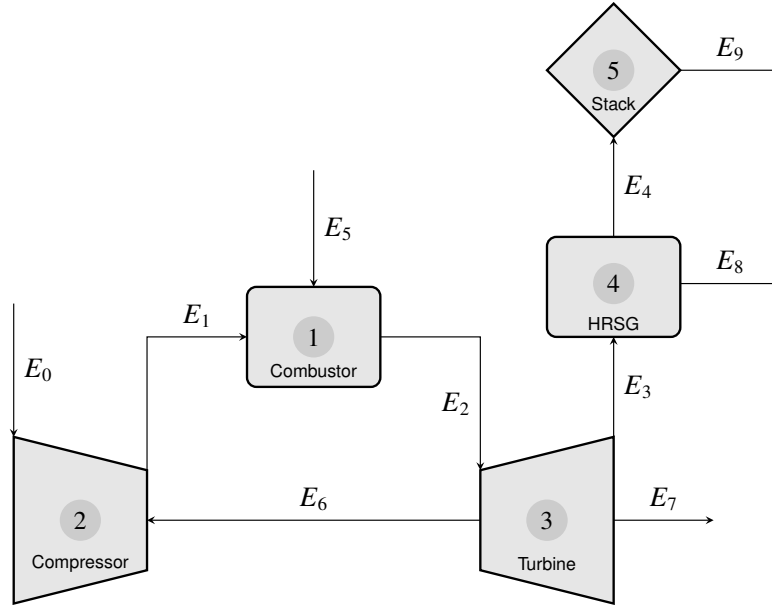 5
Stack
E₉
E₄
E₅
4
HRSG
E₈
E₁
1
Combustor
E₀
E₂
E₃
2
Compressor
E₆
3
Turbine
E₇